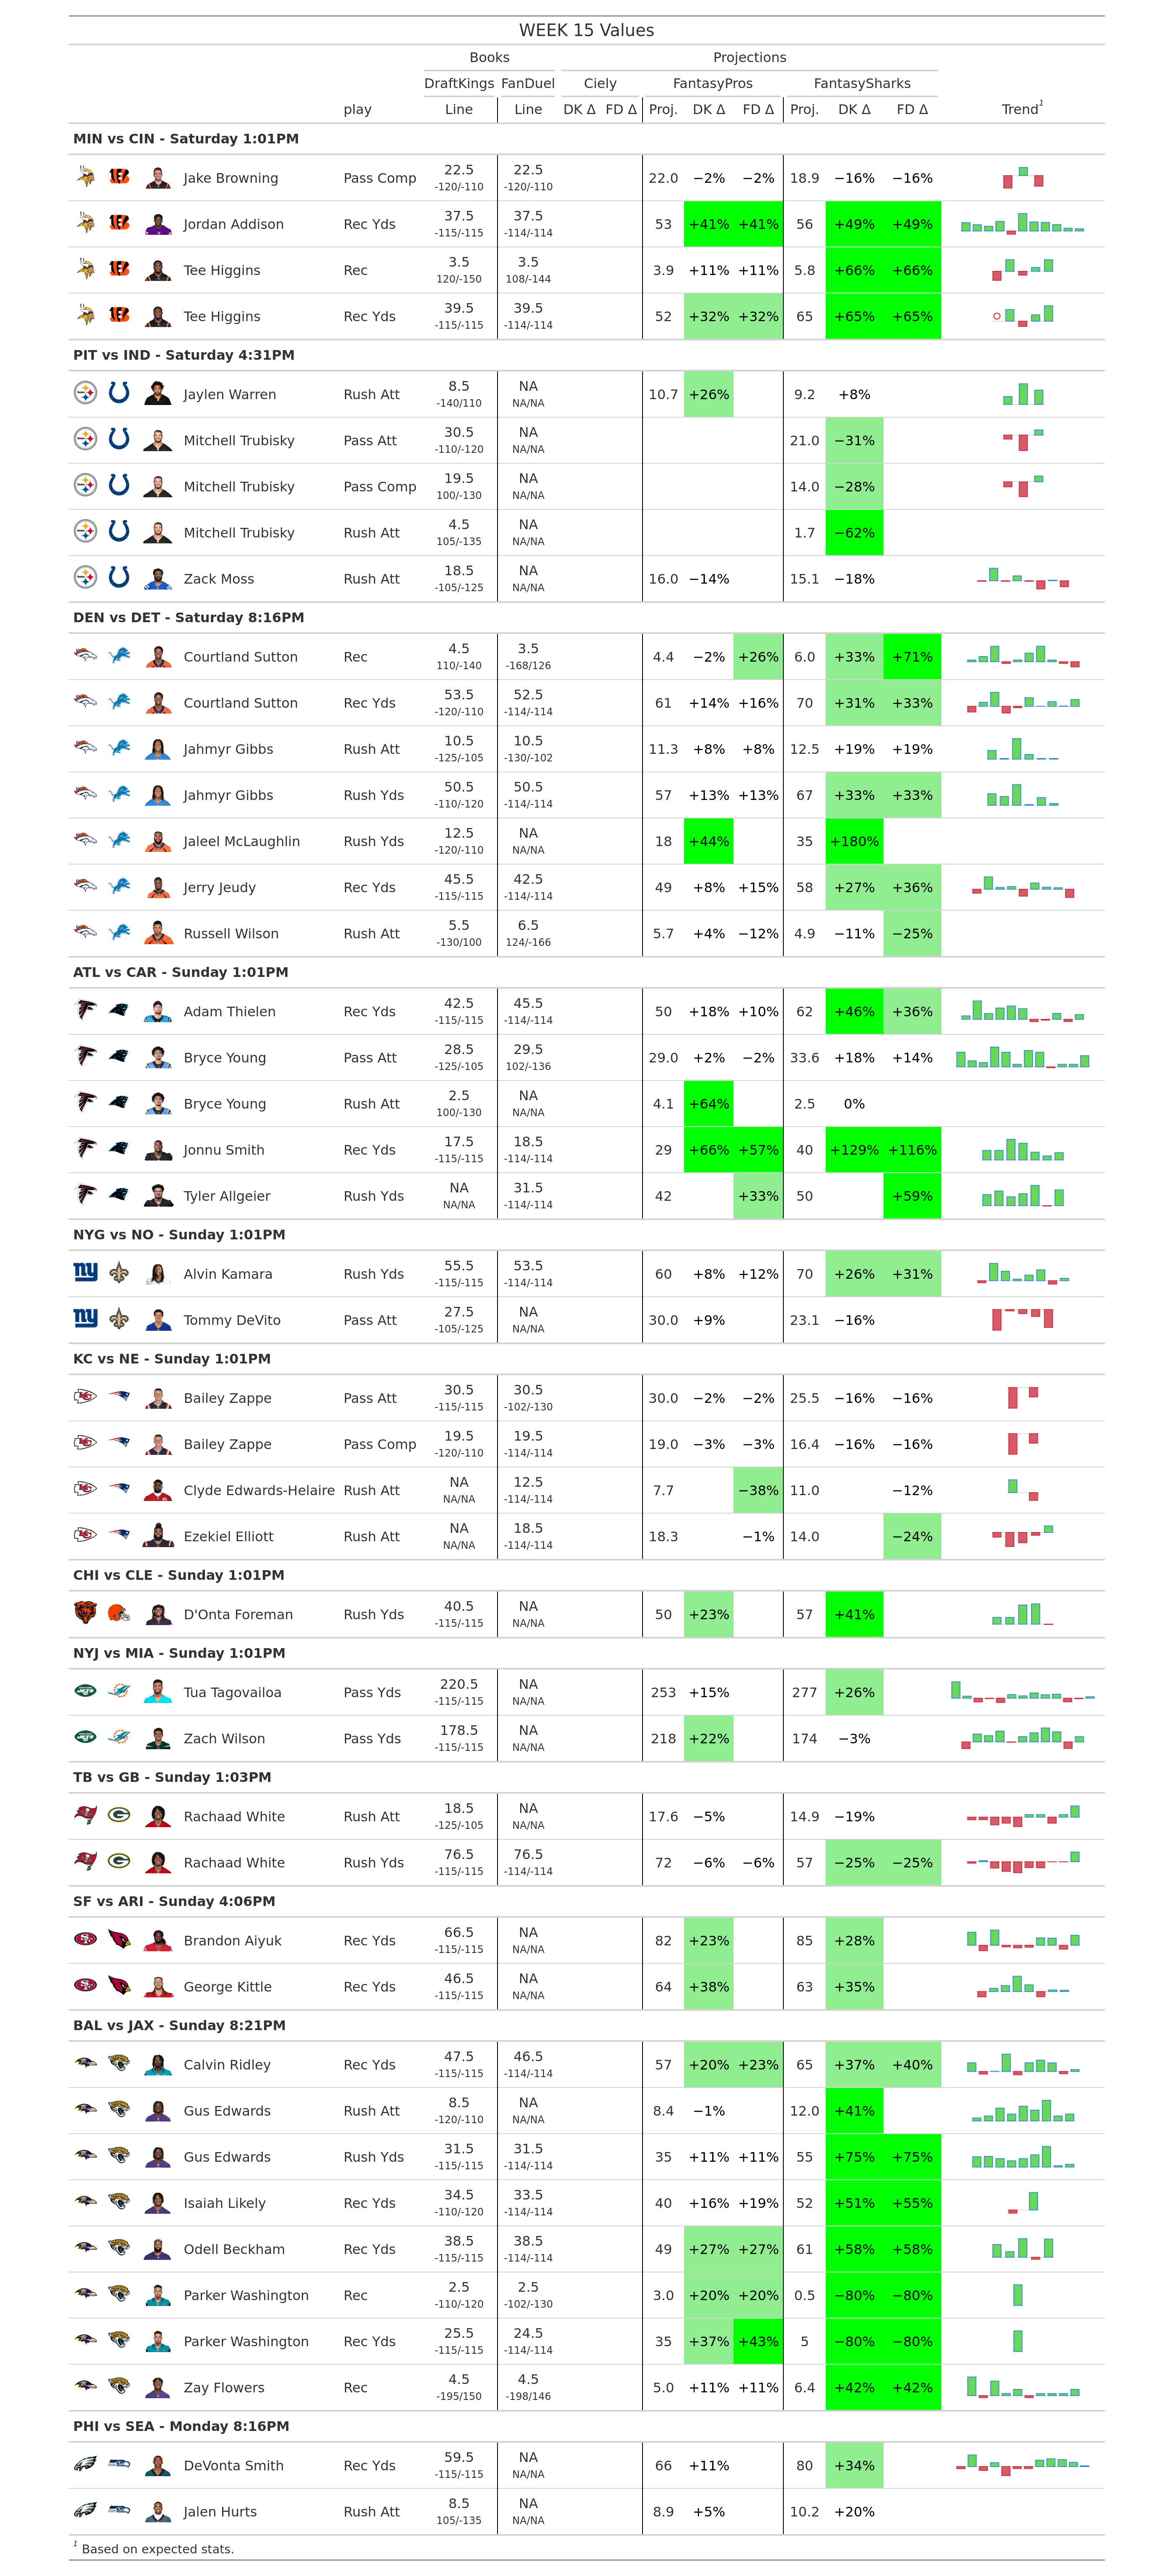 WEEK 15 Values
Books Projections
DraftKings FanDuel Ciely FantasyPros FantasySharks
play Line Line DK Δ FD Δ Proj. DK Δ FD Δ Proj. DK Δ FD Δ Trend1
MIN vs CIN - Saturday 1:01PM
Jake Browning Pass Comp 22.5 22.5 22.0 −2% −2% 18.9 −16% −16%
-120/-110 -120/-110
Jordan Addison Rec Yds 37.5 37.5 53 +41% +41% 56 +49% +49%
-115/-115 -114/-114
Tee Higgins Rec 3.5 3.5 3.9 +11% +11% 5.8 +66% +66%
120/-150 108/-144
Tee Higgins Rec Yds 39.5 39.5 52 +32% +32% 65 +65% +65%
-115/-115 -114/-114
PIT vs IND - Saturday 4:31PM
Jaylen Warren Rush Att 8.5 NA 10.7 +26% 9.2 +8%
-140/110 NA/NA
Mitchell Trubisky Pass Att 30.5 NA 21.0 −31%
-110/-120 NA/NA
Mitchell Trubisky Pass Comp 19.5 NA 14.0 −28%
100/-130 NA/NA
Mitchell Trubisky Rush Att 4.5 NA 1.7 −62%
105/-135 NA/NA
Zack Moss Rush Att 18.5 NA 16.0 −14% 15.1 −18%
-105/-125 NA/NA
DEN vs DET - Saturday 8:16PM
Courtland Sutton Rec 4.5 3.5 4.4 −2% +26% 6.0 +33% +71%
110/-140 -168/126
Courtland Sutton Rec Yds 53.5 52.5 61 +14% +16% 70 +31% +33%
-120/-110 -114/-114
Jahmyr Gibbs Rush Att 10.5 10.5 11.3 +8% +8% 12.5 +19% +19%
-125/-105 -130/-102
Jahmyr Gibbs Rush Yds 50.5 50.5 57 +13% +13% 67 +33% +33%
-110/-120 -114/-114
Jaleel McLaughlin Rush Yds 12.5 NA 18 +44% 35 +180%
-120/-110 NA/NA
Jerry Jeudy Rec Yds 45.5 42.5 49 +8% +15% 58 +27% +36%
-115/-115 -114/-114
Russell Wilson Rush Att 5.5 6.5 5.7 +4% −12% 4.9 −11% −25%
-130/100 124/-166
ATL vs CAR - Sunday 1:01PM
Adam Thielen Rec Yds 42.5 45.5 50 +18% +10% 62 +46% +36%
-115/-115 -114/-114
Bryce Young Pass Att 28.5 29.5 29.0 +2% −2% 33.6 +18% +14%
-125/-105 102/-136
Bryce Young Rush Att 2.5 NA 4.1 +64% 2.5 0%
100/-130 NA/NA
Jonnu Smith Rec Yds 17.5 18.5 29 +66% +57% 40 +129% +116%
-115/-115 -114/-114
Tyler Allgeier Rush Yds NA 31.5 42 +33% 50 +59%
NA/NA -114/-114
NYG vs NO - Sunday 1:01PM
Alvin Kamara Rush Yds 55.5 53.5 60 +8% +12% 70 +26% +31%
-115/-115 -114/-114
Tommy DeVito Pass Att 27.5 NA 30.0 +9% 23.1 −16%
-105/-125 NA/NA
KC vs NE - Sunday 1:01PM
Bailey Zappe Pass Att 30.5 30.5 30.0 −2% −2% 25.5 −16% −16%
-115/-115 -102/-130
Bailey Zappe Pass Comp 19.5 19.5 19.0 −3% −3% 16.4 −16% −16%
-120/-110 -114/-114
Clyde Edwards-Helaire Rush Att NA 12.5 7.7 −38% 11.0 −12%
NA/NA -114/-114
Ezekiel Elliott Rush Att NA 18.5 18.3 −1% 14.0 −24%
NA/NA -114/-114
CHI vs CLE - Sunday 1:01PM
D'Onta Foreman Rush Yds 40.5 NA 50 +23% 57 +41%
-115/-115 NA/NA
NYJ vs MIA - Sunday 1:01PM
Tua Tagovailoa Pass Yds 220.5 NA 253 +15% 277 +26%
-115/-115 NA/NA
Zach Wilson Pass Yds 178.5 NA 218 +22% 174 −3%
-115/-115 NA/NA
TB vs GB - Sunday 1:03PM
Rachaad White Rush Att 18.5 NA 17.6 −5% 14.9 −19%
-125/-105 NA/NA
Rachaad White Rush Yds 76.5 76.5 72 −6% −6% 57 −25% −25%
-115/-115 -114/-114
SF vs ARI - Sunday 4:06PM
Brandon Aiyuk Rec Yds 66.5 NA 82 +23% 85 +28%
-115/-115 NA/NA
George Kittle Rec Yds 46.5 NA 64 +38% 63 +35%
-115/-115 NA/NA
BAL vs JAX - Sunday 8:21PM
Calvin Ridley Rec Yds 47.5 46.5 57 +20% +23% 65 +37% +40%
-115/-115 -114/-114
Gus Edwards Rush Att 8.5 NA 8.4 −1% 12.0 +41%
-120/-110 NA/NA
Gus Edwards Rush Yds 31.5 31.5 35 +11% +11% 55 +75% +75%
-115/-115 -114/-114
Isaiah Likely Rec Yds 34.5 33.5 40 +16% +19% 52 +51% +55%
-110/-120 -114/-114
Odell Beckham Rec Yds 38.5 38.5 49 +27% +27% 61 +58% +58%
-115/-115 -114/-114
Parker Washington Rec 2.5 2.5 3.0 +20% +20% 0.5 −80% −80%
-110/-120 -102/-130
Parker Washington Rec Yds 25.5 24.5 35 +37% +43% 5 −80% −80%
-115/-115 -114/-114
Zay Flowers Rec 4.5 4.5 5.0 +11% +11% 6.4 +42% +42%
-195/150 -198/146
PHI vs SEA - Monday 8:16PM
DeVonta Smith Rec Yds 59.5 NA 66 +11% 80 +34%
-115/-115 NA/NA
Jalen Hurts Rush Att 8.5 NA 8.9 +5% 10.2 +20%
105/-135 NA/NA
1 Based on expected stats.